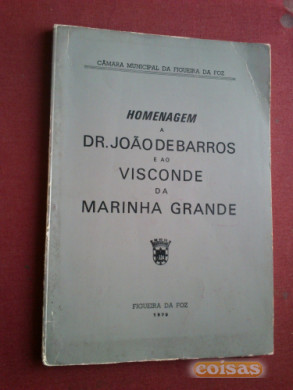 CÂMARA MUNICIPAL DA FIGUEIRA DA FOZ
HOMENAGEM
A
DR. JOÃO DE BARROS
E AO
VISCONDE
DA
MARINHA GRANDE
FIGUEIRA DA FOZ
coisas